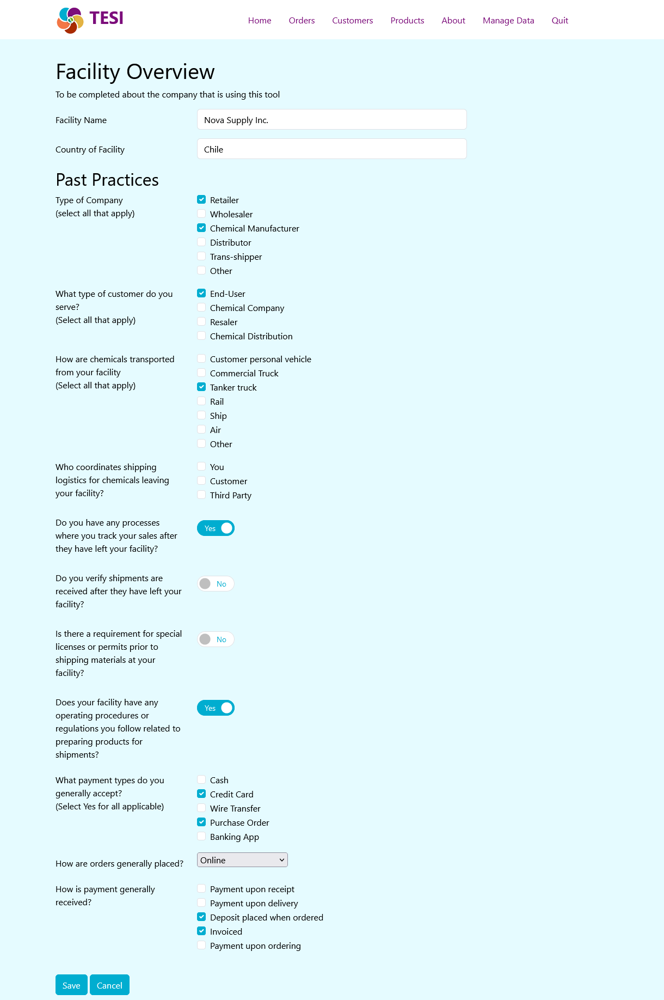 TESI
Home Orders Customers Products About Manage Data Quit
Facility Overview
To be completed about the company that is using this tool
Facility Name
Nova Supply Inc.
Country of Facility
Chile
Past Practices
Type of Company
(select all that apply)
Retailer
Wholesaler
Chemical Manufacturer
Distributor
Trans-shipper
Other
What type of customer do you
serve?
(Select all that apply)
End-User
Chemical Company
Resaler
Chemical Distribution
How are chemicals transported
from your facility
(Select all that apply)
Customer personal vehicle
Commercial Truck
Tanker truck
Rail
Ship
Air
Other
Who coordinates shipping
logistics for chemicals leaving
your facility?
You
Customer
Third Party
Do you have any processes
where you track your sales after
they have left your facility?
Yes
Do you verify shipments are
received after they have left your
facility?
No
Is there a requirement for special
licenses or permits prior to
shipping materials at your
facility?
No
Does your facility have any
operating procedures or
regulations you follow related to
preparing products for
shipments?
Yes
What payment types do you
generally accept?
(Select Yes for all applicable)
Cash
Credit Card
Wire Transfer
Purchase Order
Banking App
How are orders generally placed?
Online
How is payment generally
received?
Payment upon receipt
Payment upon delivery
Deposit placed when ordered
Invoiced
Payment upon ordering
Save Cancel